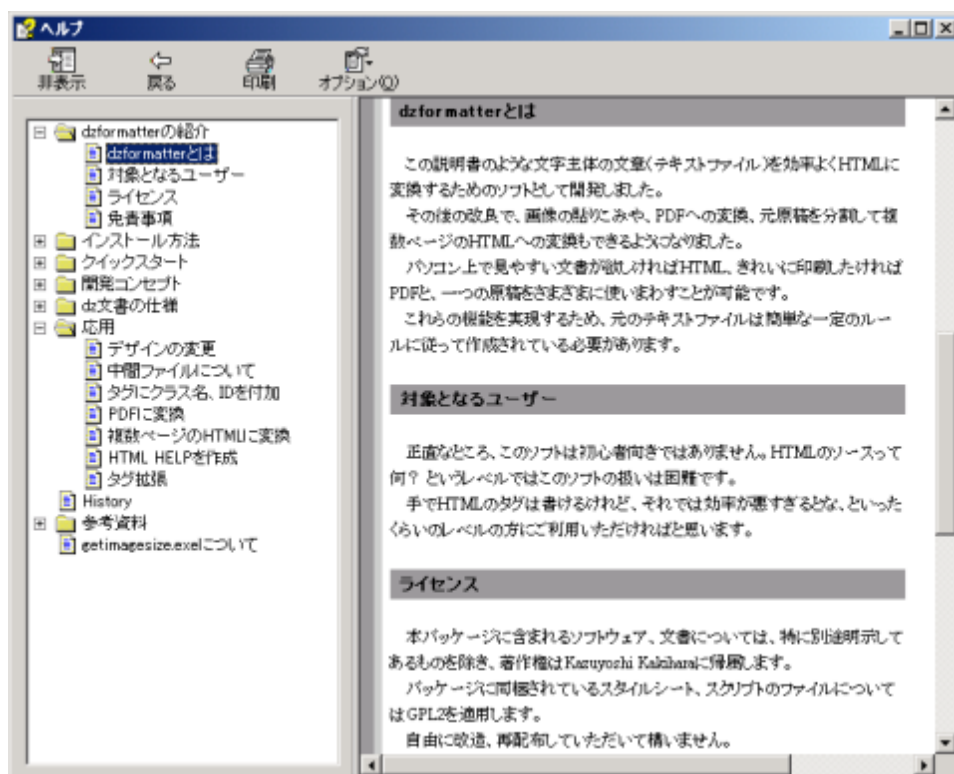 ヘルプ
非表示 戻る 印刷 オプション(O)
dzformatterの紹介
dzformatterとは
対象となるユーザー
ライセンス
免責事項
インストール方法
クイックスタート
開発コンセプト
dz文書の仕様
応用
デザインの変更
中間ファイルについて
タグにクラス名、IDを付加
PDFに変換
複数ページのHTMLに変換
HTML HELPを作成
タグ拡張
History
参考資料
getimagesize.exeについて
dzformatterとは
この説明書のような文字主体の文章(テキストファイル)を効率よくHTMLに
変換するためのソフトとして開発しました。
その後の改良で、画像の貼りこみや、PDFへの変換、元原稿を分割して複
数ページのHTMLへの変換もできるようになりました。
パソコン上で見やすい文書が欲しければHTML、きれいに印刷したければ
PDFと、一つの原稿をさまざまに使いまわすことが可能です。
これらの機能を実現するため、元のテキストファイルは簡単な一定のルー
ルに従って作成されている必要があります。
対象となるユーザー
正直なところ、このソフトは初心者向きではありません。HTMLのソースって
何? というレベルではこのソフトの扱いは困難です。
手でHTMLのタグは書けるけれど、それでは効率が悪すぎるとな、といった
くらいのレベルの方にご利用いただければと思います。
ライセンス
本パッケージに含まれるソフトウェア、文書については、特に別途明示して
あるものを除き、著作権はKazuyoshi Kakiharaに帰属します。
パッケージに同梱されているスタイルシート、スクリプトのファイルについて
はGPL2を適用します。
自由に改造、再配布していただいて構いません。